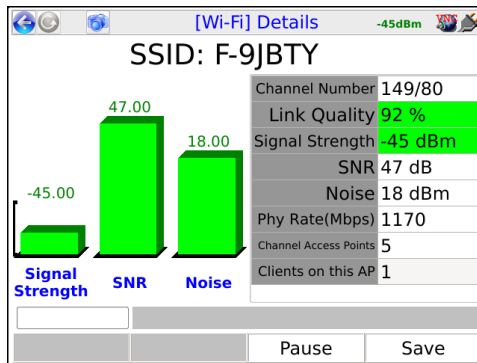 [Wi-Fi] Details -45dBm VNC
SSID: F-9JBTY
47.00
18.00
-45.00
Signal Strength
SNR
Noise
Channel Number 149/80
Link Quality 92 %
Signal Strength -45 dBm
SNR 47 dB
Noise 18 dBm
Phy Rate(Mbps) 1170
Channel Access Points 5
Clients on this AP 1
Pause Save